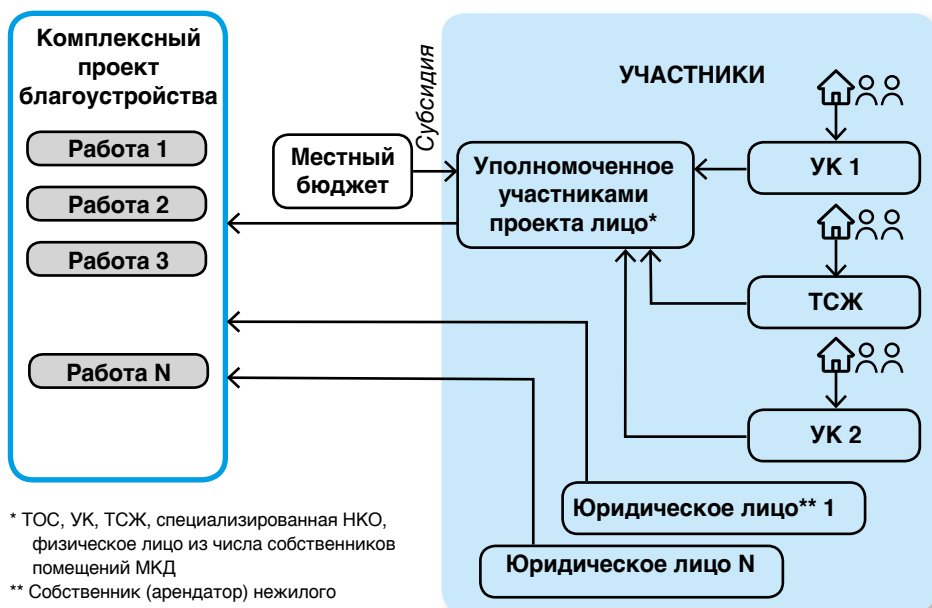 Комплексный
проект
благоустройства
Работа 1
Работа 2
Работа 3
Работа N
Местный
бюджет
Субсидия
УЧАСТНИКИ
Уполномоченное
участниками
проекта лицо*
УК 1
ТСЖ
УК 2
Юридическое лицо** 1
Юридическое лицо N
* ТОС, УК, ТСЖ, специализированная НКО,
физическое лицо из числа собственников
помещений МКД
** Собственник (арендатор) нежилого